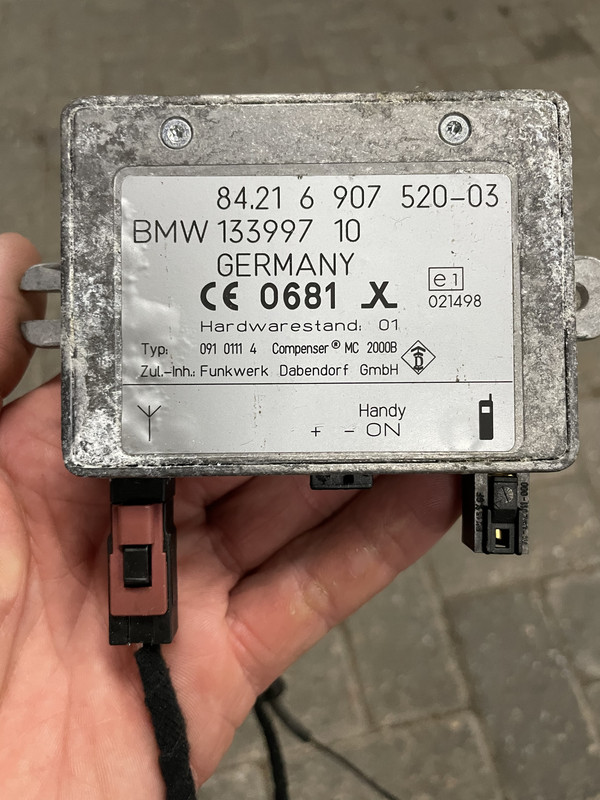 84.21 6 907 520-03
BMW 133997 10
GERMANY
CE 0681 X
e1
021498
Hardwarestand: 01
Typ: 091 0111 4 Compenser® MC 2000B
Zul.-Inh.: Funkwerk Dabendorf GmbH
Handy
+ - ON